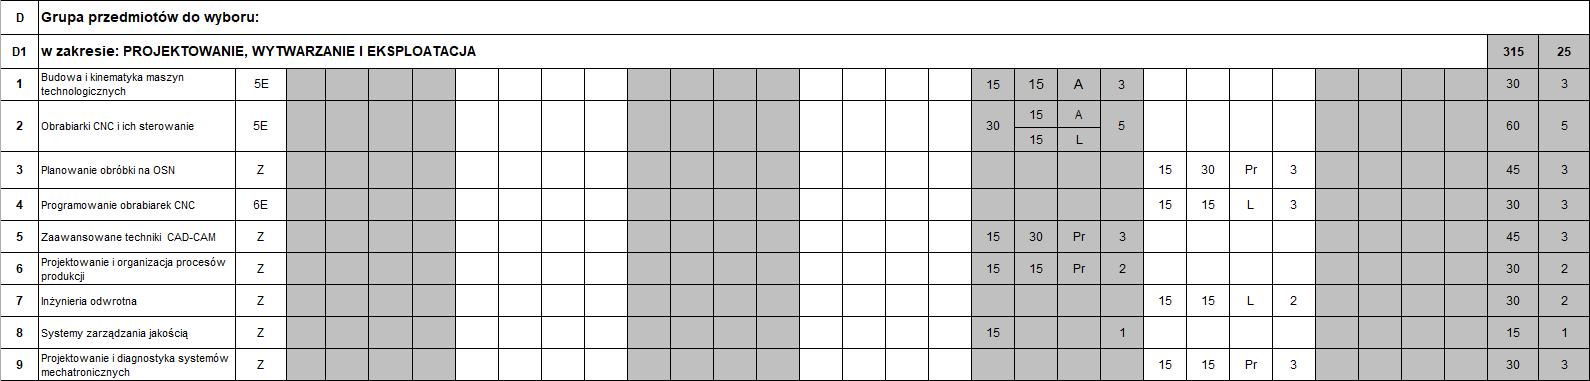 D Grupa przedmiotów do wyboru:
D1 w zakresie: PROJEKTOWANIE, WYTWARZANIE I EKSPLOATACJA 315 25
1 Budowa i kinematyka maszyn technologicznych 5E 15 15 A 3 30 3
2 Obrabiarki CNC i ich sterowanie 5E 30 15 A 15 L 5 60 5
3 Planowanie obróbki na OSN Z 15 30 Pr 3 45 3
4 Programowanie obrabiarek CNC 6E 15 15 L 3 30 3
5 Zaawansowane techniki CAD-CAM Z 15 30 Pr 3 45 3
6 Projektowanie i organizacja procesów produkcji Z 15 15 Pr 2 30 2
7 Inżynieria odwrotna Z 15 15 L 2 30 2
8 Systemy zarządzania jakością Z 15 1 15 1
9 Projektowanie i diagnostyka systemów mechatronicznych Z 15 15 Pr 3 30 3